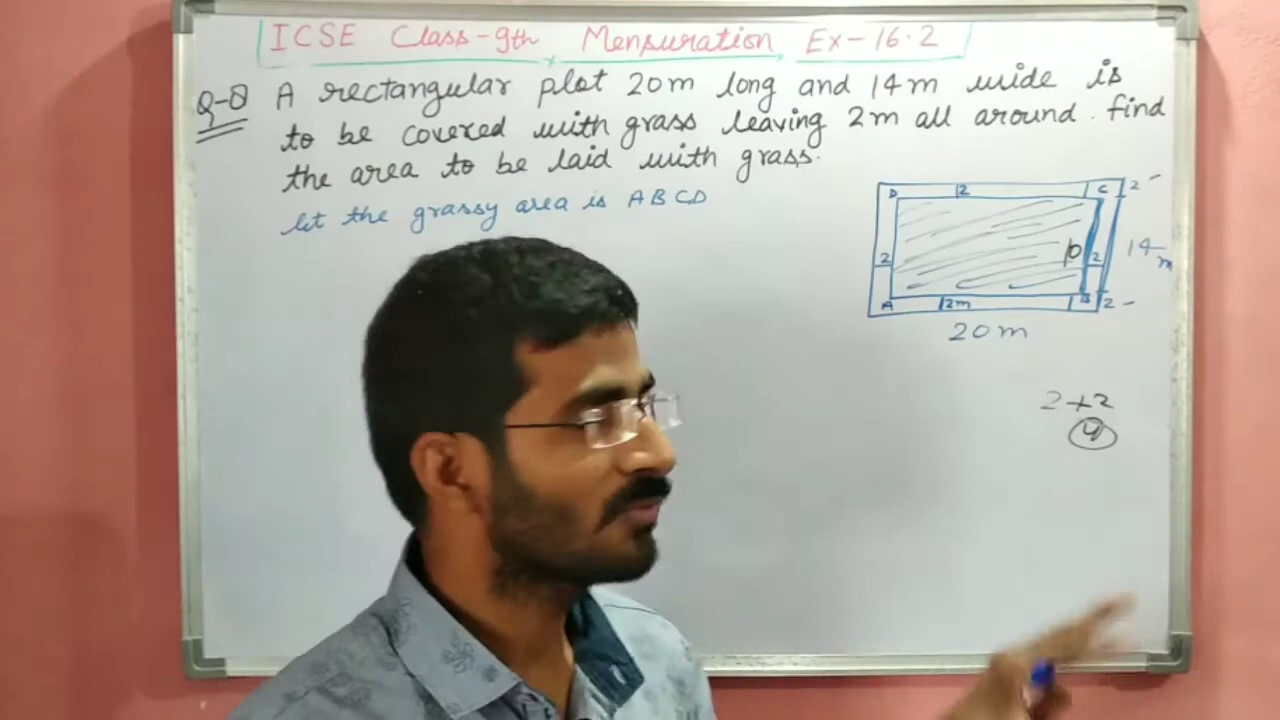 ICSE Class-9th Mensuration Ex-16.2
Q-8 A rectangular plot 20m long and 14m wide is
to be covered with grass leaving 2m all around. find
the area to be laid with grass.
let the grassy area is ABCD
D 2 C 2
2 10 2 14m
A 2m B 2
20m
2+2
4